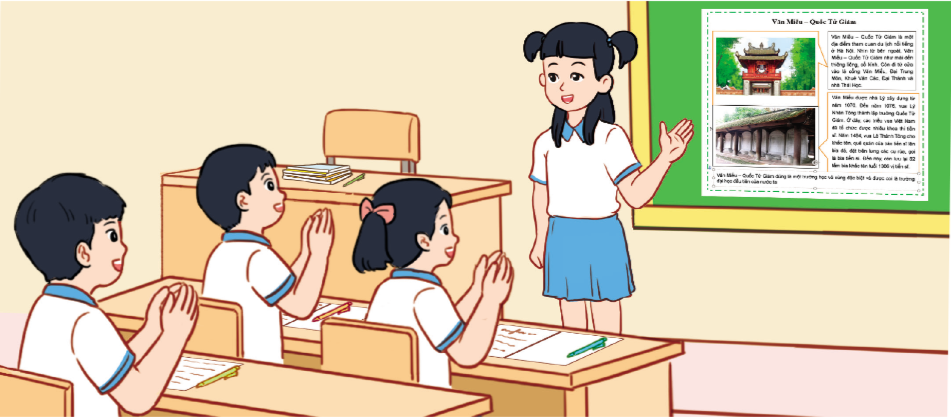 Văn Miếu – Quốc Tử Giám
Văn Miếu – Quốc Tử Giám là một
địa điểm tham quan du lịch nổi tiếng
ở Hà Nội. Nhìn từ bên ngoài, Văn
Miếu – Quốc Tử Giám như mái đền
thiêng liêng, cổ kính. Còn đi từ cửa
vào là cổng Văn Miếu, Đại Trung
Môn, Khuê Văn Các, Đại Thành và
nhà Thái Học.
Văn Miếu được nhà Lý xây dựng từ
năm 1070. Đến năm 1076, vua Lý
Nhân Tông thành lập trường Quốc Tử
Giám. Ở đây, các triều vua Việt Nam
đã tổ chức được nhiều khoa thi tiến
sĩ. Năm 1484, vua Lê Thánh Tông cho
khắc tên, quê quán của các tiến sĩ lên
bia đá, đặt trên lưng các cụ rùa, gọi
là bia tiến sĩ. Đến nay, còn lưu lại 82
tấm bia khắc tên tuổi 1306 vị tiến sĩ.
Văn Miếu – Quốc Tử Giám đúng là một trường học vô cùng đặc biệt và được coi là trường
đại học đầu tiên của nước ta